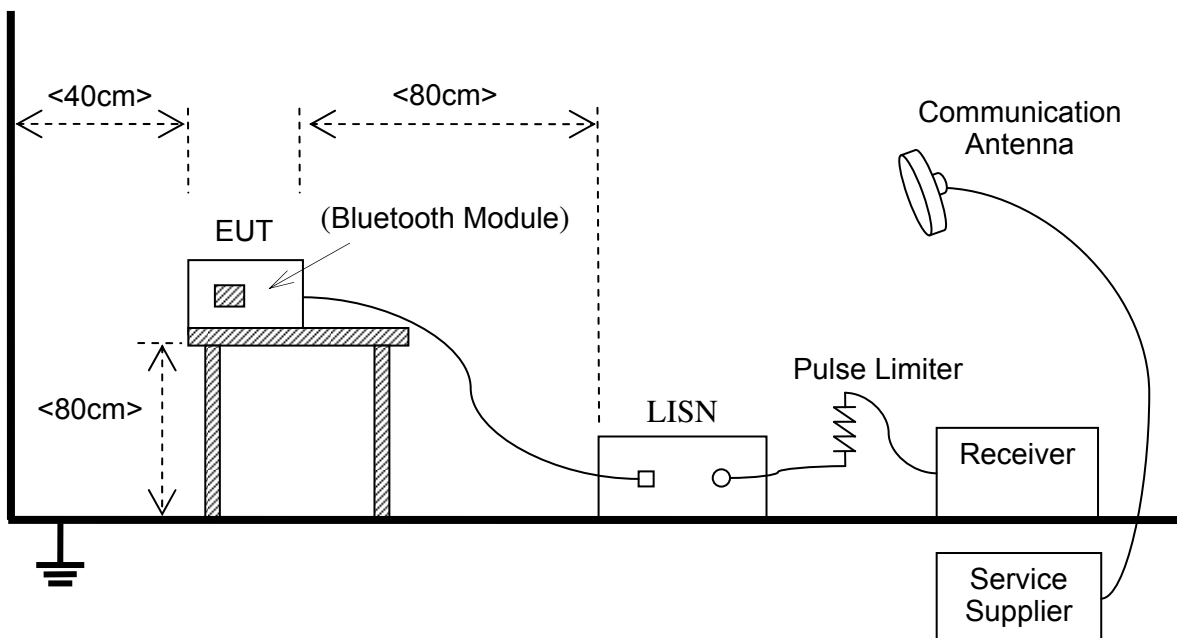 <40cm>
<80cm>
Communication
Antenna
EUT
(Bluetooth Module)
<80cm>
Pulse Limiter
LISN
Receiver
Service
Supplier